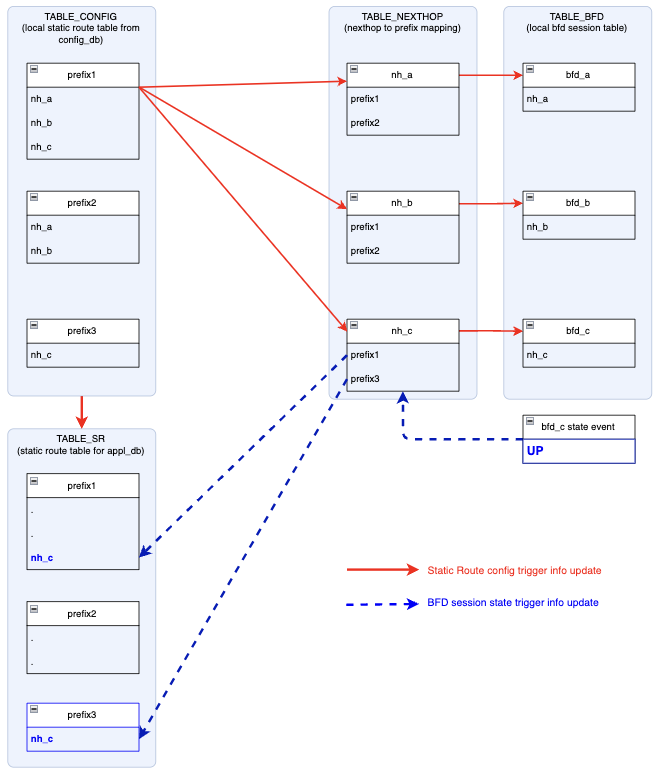 TABLE_CONFIG
(local static route table from
config_db)
prefix1
nh_a
nh_b
nh_c
prefix2
nh_a
nh_b
prefix3
nh_c
TABLE_NEXTHOP
(nexthop to prefix mapping)
nh_a
prefix1
prefix2
nh_b
prefix1
prefix2
nh_c
prefix1
prefix3
TABLE_BFD
(local bfd session table)
bfd_a
nh_a
bfd_b
nh_b
bfd_c
nh_c
bfd_c state event
UP
TABLE_SR
(static route table for appl_db)
prefix1
.
.
nh_c
prefix2
.
.
prefix3
nh_c
Static Route config trigger info update
BFD session state trigger info update